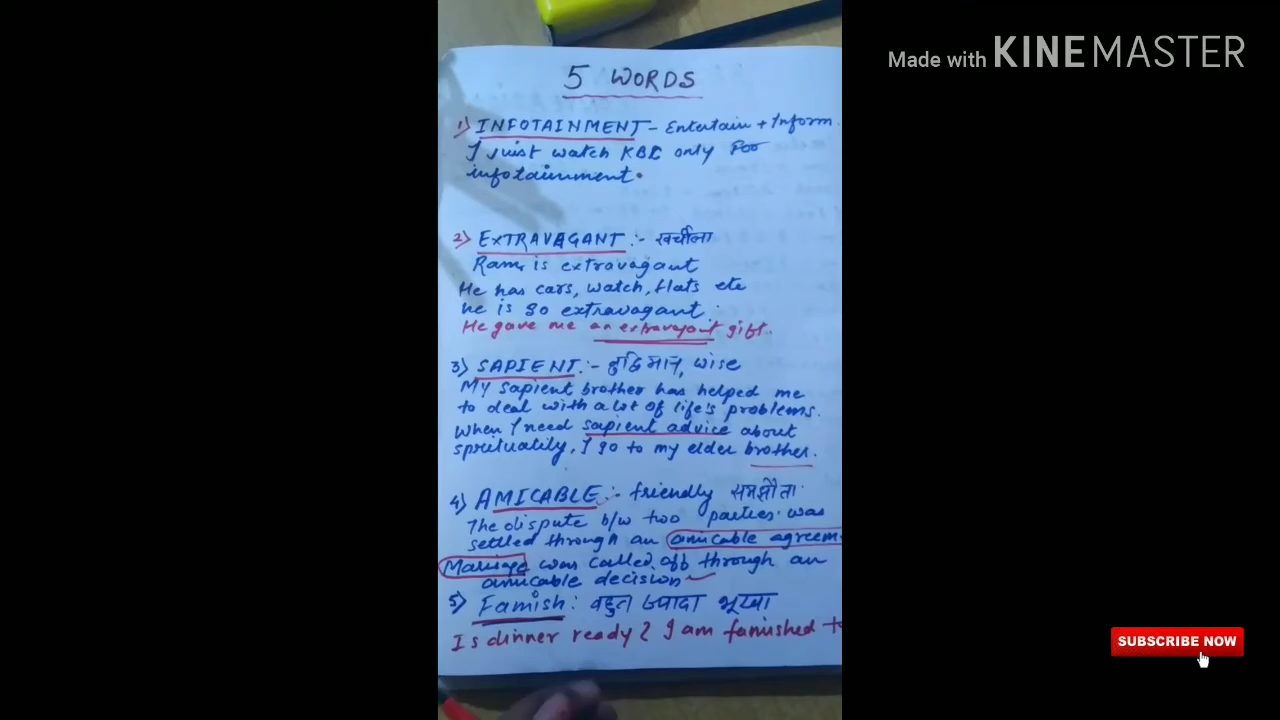 Made with KINEMASTER
5 WORDS
1) INFOTAINMENT - Entertain + Inform.
I just watch KBC only for
infotainment.
2) EXTRAVAGANT :- खर्चीला
Ram is extravagant
He has cars, watch, flats etc
he is so extravagant.
He gave me an extravagant gift.
3) SAPIENT :- बुद्धिमान, wise
My sapient brother has helped me
to deal with a lot of life's problems.
When I need sapient advice about
sprituality, I go to my elder brother.
4) AMICABLE :- friendly समझौता
The dispute b/w two parties was
settled through an amicable agreem
Marriage was called off through an
amicable decision
5) Famish : बहुत ज्यादा भूखा
Is dinner ready? I am famished to
SUBSCRIBE NOW